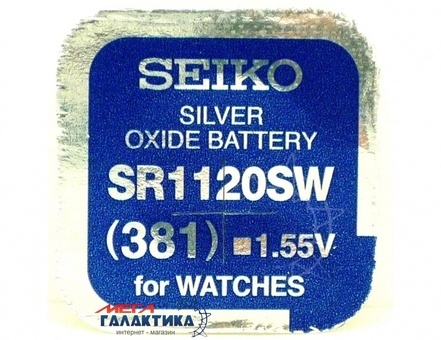 SEIKO
SILVER
OXIDE BATTERY
SR1120SW
(381) 1.55V
for WATCHES
МЕГА
ГАЛАКТИКА
интернет - магазин